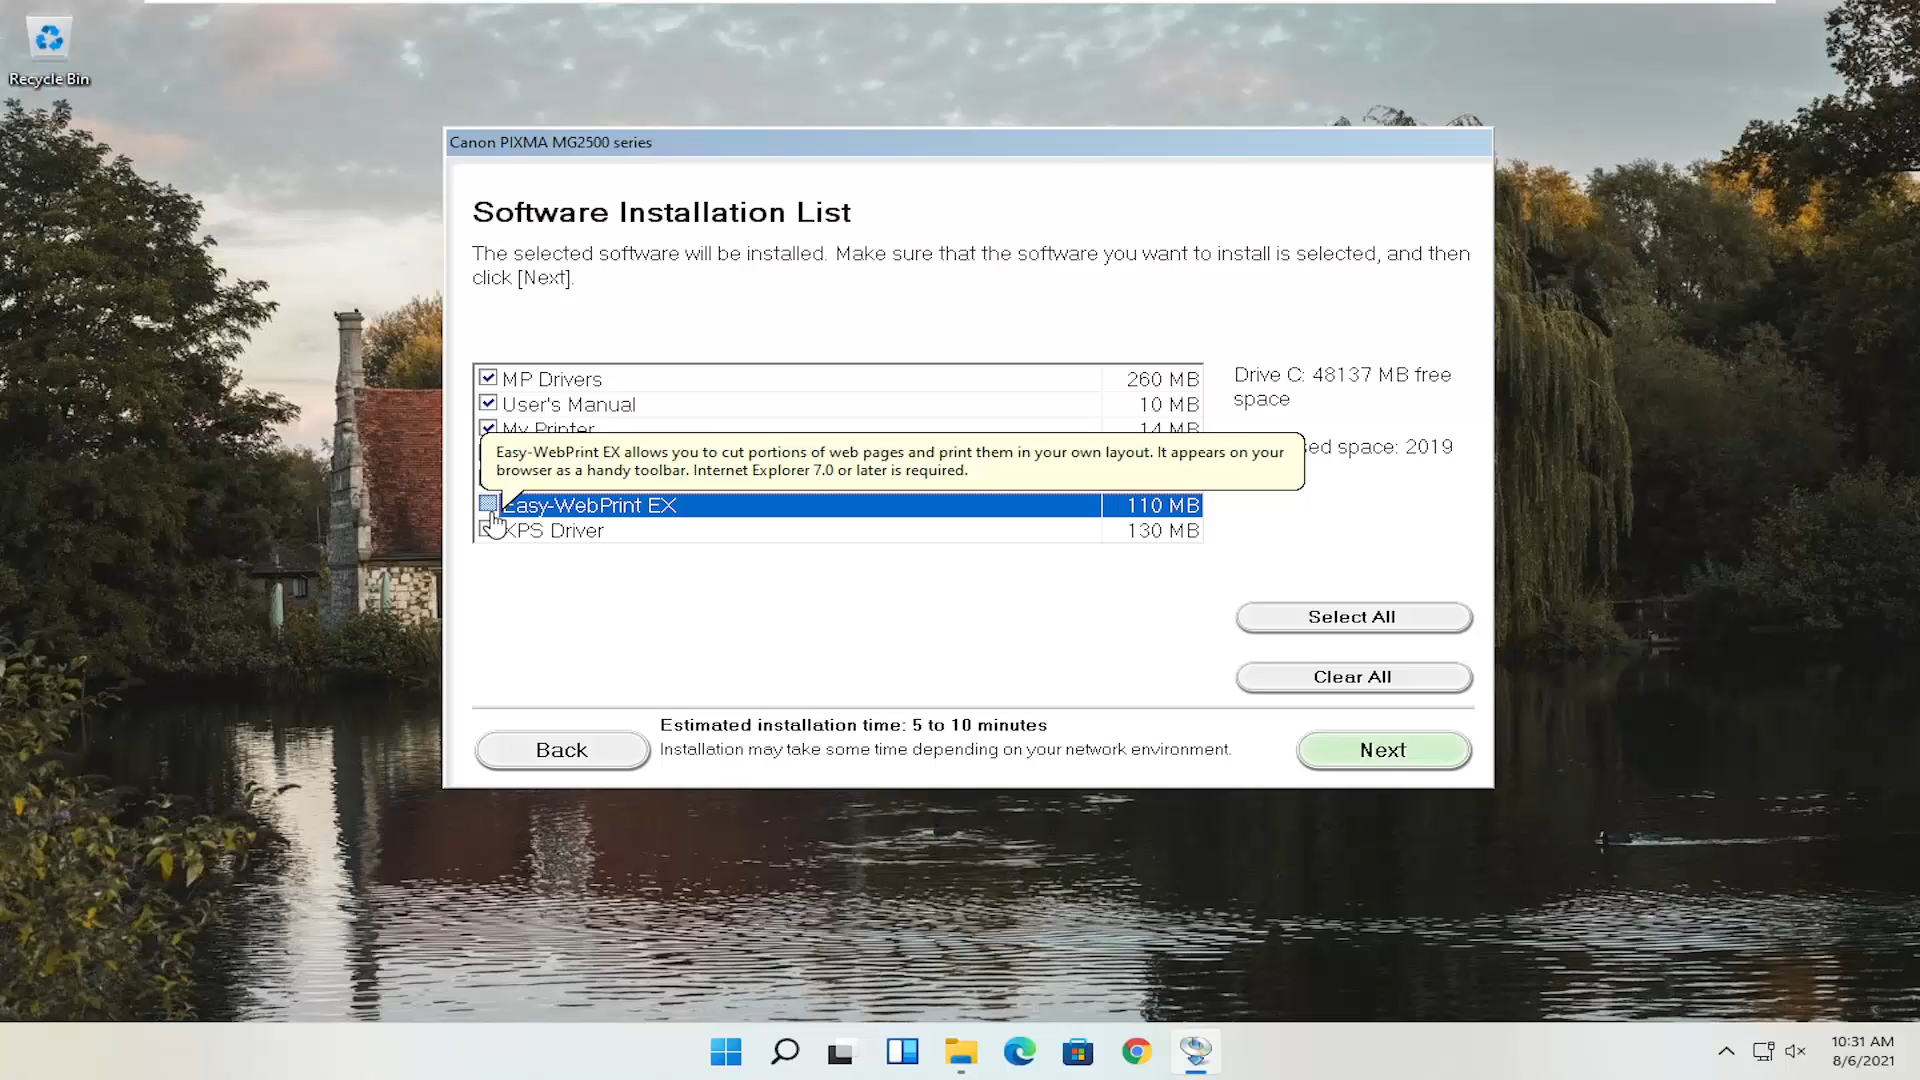 Recycle Bin
Canon PIXMA MG2500 series
Software Installation List
The selected software will be installed. Make sure that the software you want to install is selected, and then
click [Next].
MP Drivers 260 MB
User's Manual 10 MB
My Printer 14 MB
Drive C: 48137 MB free
space
Easy-WebPrint EX allows you to cut portions of web pages and print them in your own layout. It appears on your
browser as a handy toolbar. Internet Explorer 7.0 or later is required.
space: 2019
Easy-WebPrint EX 110 MB
XPS Driver 130 MB
Select All
Clear All
Estimated installation time: 5 to 10 minutes
Installation may take some time depending on your network environment.
Back
Next
10:31 AM
8/6/2021